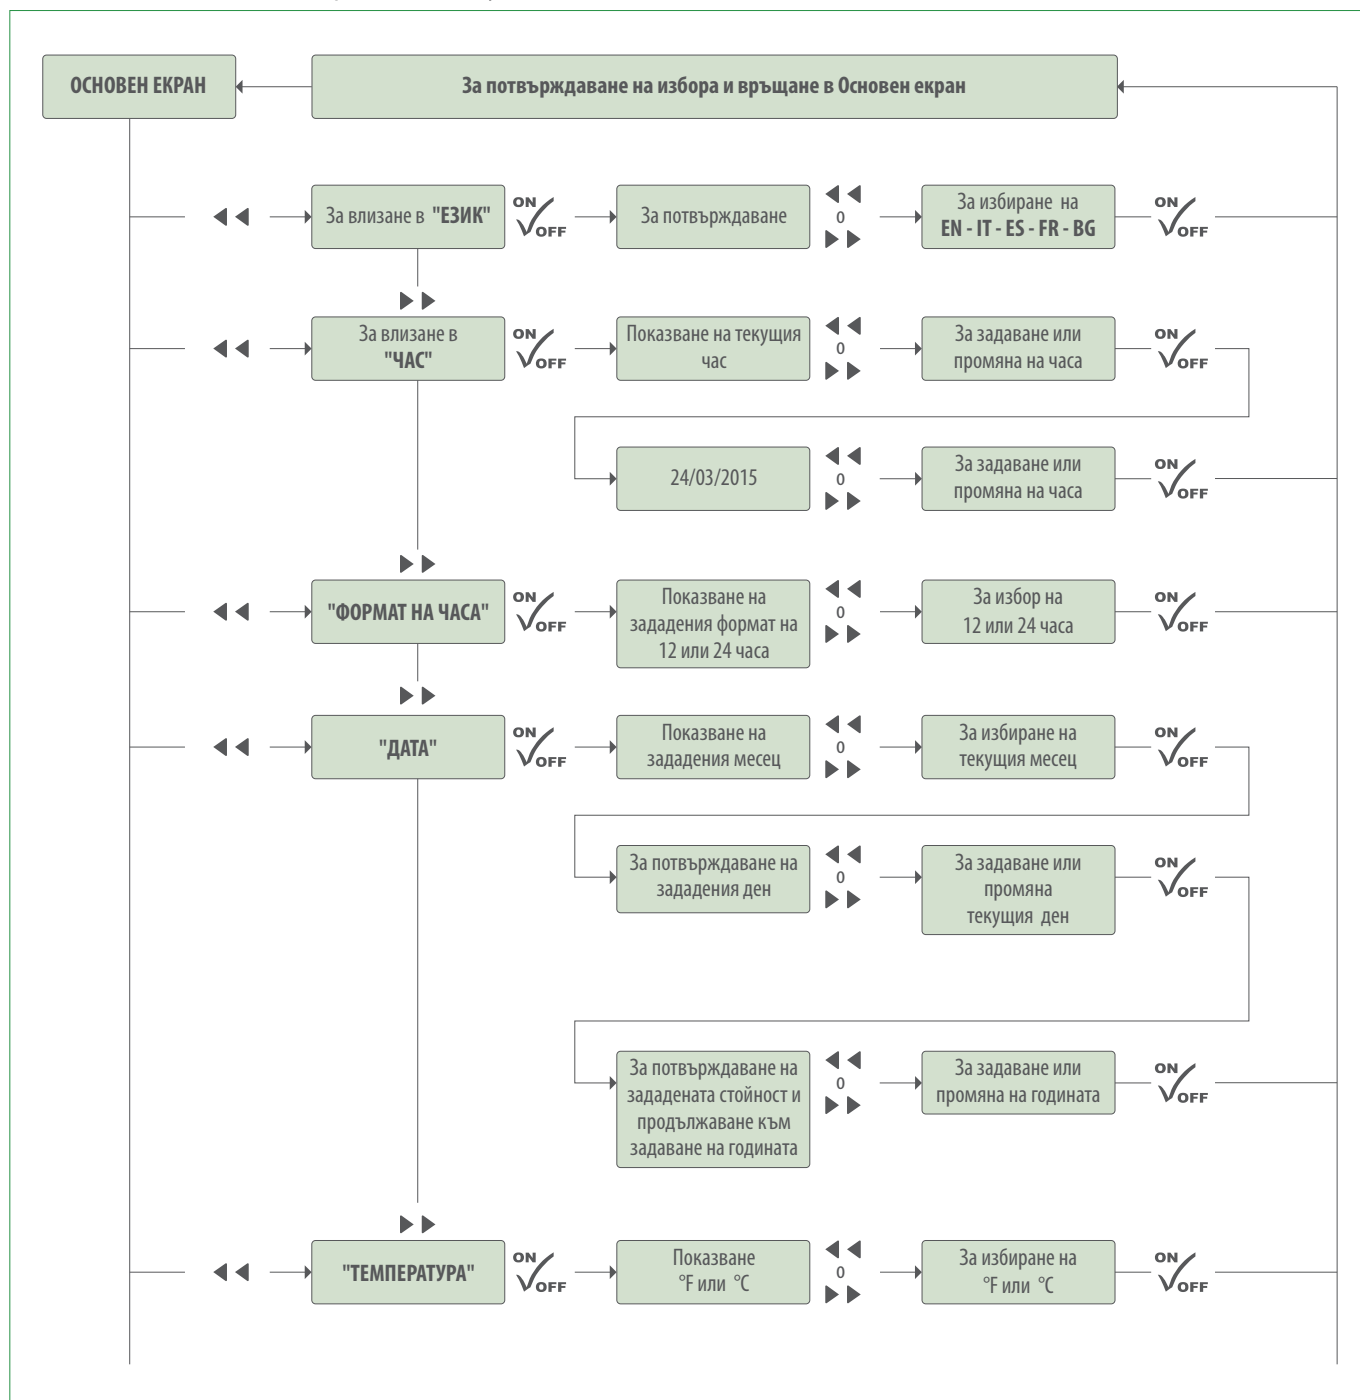 ОСНОВЕН ЕКРАН
За потвърждаване на избора и връщане в Основен екран
За влизане в "ЕЗИК"
ON
OFF
За потвърждаване
0
За избиране на
EN - IT - ES - FR - BG
ON
OFF
За влизане в
"ЧАС"
ON
OFF
Показване на текущия
час
0
За задаване или
промяна на часа
ON
OFF
24/03/2015
0
За задаване или
промяна на часа
ON
OFF
"ФОРМАТ НА ЧАСА"
ON
OFF
Показване на
зададения формат на
12 или 24 часа
0
За избор на
12 или 24 часа
ON
OFF
"ДАТА"
ON
OFF
Показване на
зададения месец
0
За избиране на
текущия месец
ON
OFF
За потвърждаване на
зададения ден
0
За задаване или
промяна
текущия ден
ON
OFF
За потвърждаване на
зададената стойност и
продължаване към
задаване на годината
0
За задаване или
промяна на годината
ON
OFF
"ТЕМПЕРАТУРА"
ON
OFF
Показване
°F или °C
0
За избиране на
°F или °C
ON
OFF